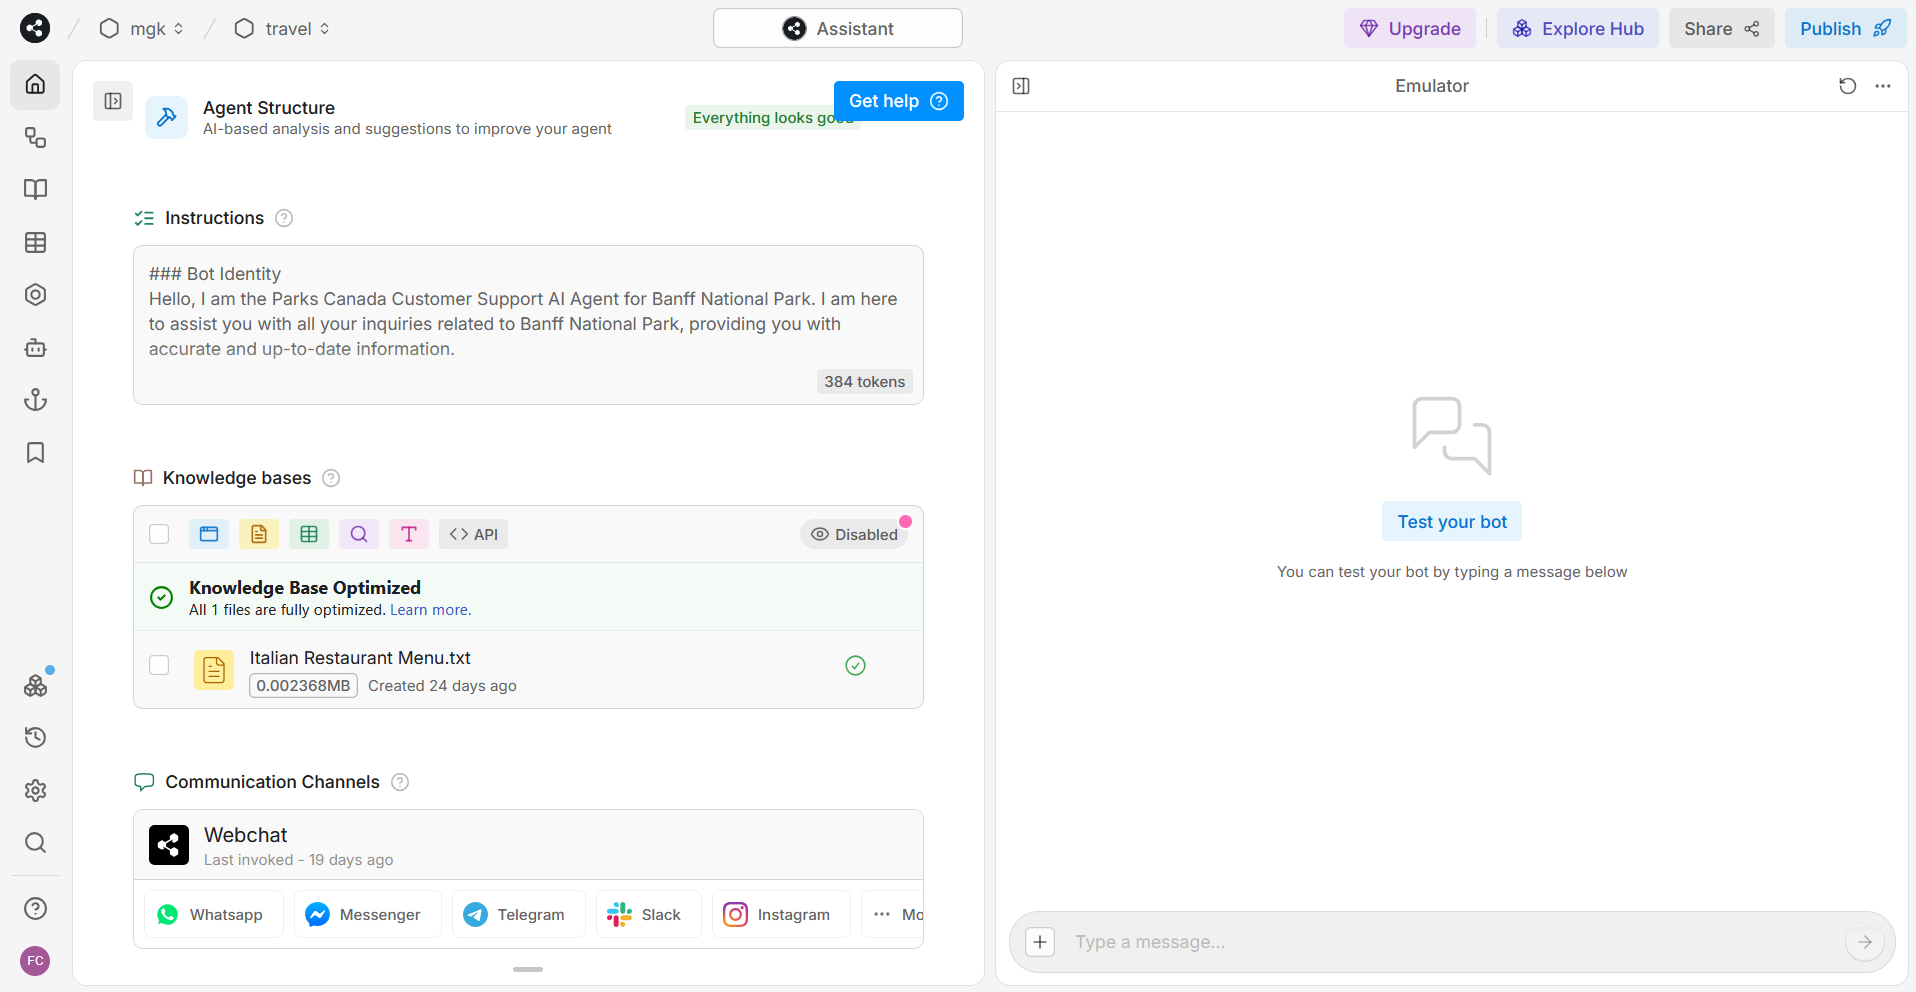 mgk
travel
Assistant
Upgrade
Explore Hub
Share
Publish
Agent Structure
AI-based analysis and suggestions to improve your agent
Everything looks good
Get help
Instructions
### Bot Identity
Hello, I am the Parks Canada Customer Support AI Agent for Banff National Park. I am here
to assist you with all your inquiries related to Banff National Park, providing you with
accurate and up-to-date information.
384 tokens
Knowledge bases
API
Disabled
Knowledge Base Optimized
All 1 files are fully optimized. Learn more.
Italian Restaurant Menu.txt
0.002368MB
Created 24 days ago
Communication Channels
Webchat
Last invoked - 19 days ago
Whatsapp
Messenger
Telegram
Slack
Instagram
Mo
FC
Emulator
Test your bot
You can test your bot by typing a message below
Type a message...